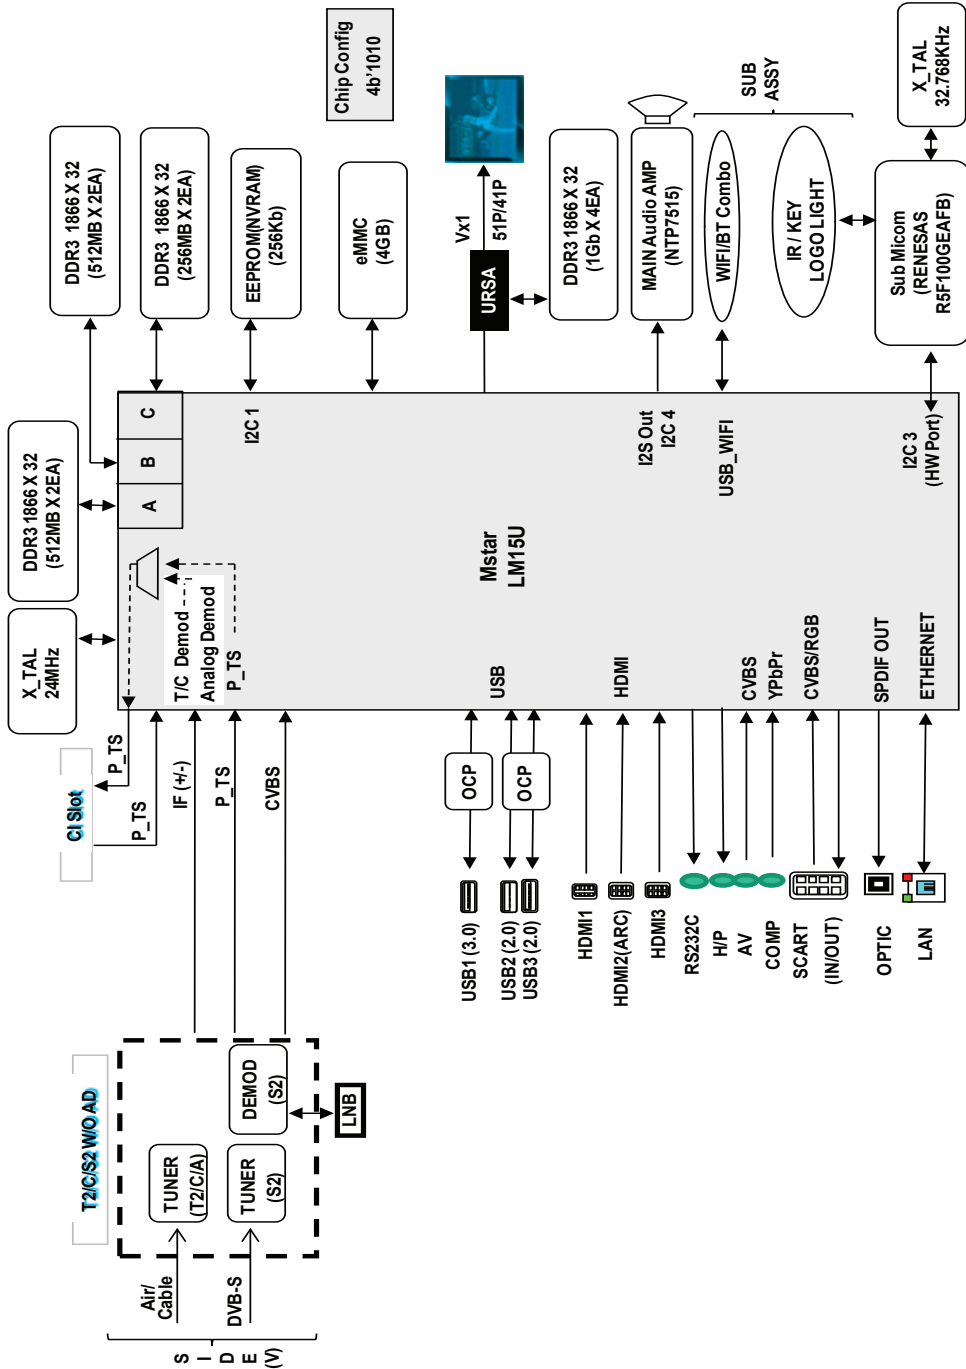 Chip Config
4b'1010
X_TAL
24MHz
DDR3 1866 X 32
(512MB X 2EA)
DDR3 1866 X 32
(512MB X 2EA)
DDR3 1866 X 32
(256MB X 2EA)
EEPROM(NVRAM)
(256Kb)
eMMC
(4GB)
URSA
Vx1
51P/41P
DDR3 1866 X 32
(1Gb X 4EA)
MAIN Audio AMP
(NTP7515)
WIFI/BT Combo
IR / KEY
LOGO LIGHT
SUB
ASSY
Sub Micom
(RENESAS
R5F100GEAFB)
X_TAL
32.768KHz
A
B
C
I2C 1
I2S Out
I2C 4
USB_WIFI
I2C 3
(HW Port)
Mstar
LM15U
T/C Demod
Analog Demod
P_TS
USB
HDMI
CVBS
YPbPr
CVBS/RGB
SPDIF OUT
ETHERNET
CI Slot
P_TS
P_TS
IF (+/-)
P_TS
CVBS
OCP
OCP
USB1 (3.0)
USB2 (2.0)
USB3 (2.0)
HDMI1
HDMI2(ARC)
HDMI3
RS232C
H/P
AV
COMP
SCART
(IN/OUT)
OPTIC
LAN
T2/C/S2 W/O AD
TUNER
(T2/C/A)
TUNER
(S2)
DEMOD
(S2)
LNB
Air/
Cable
DVB-S
S
I
D
E
(V)